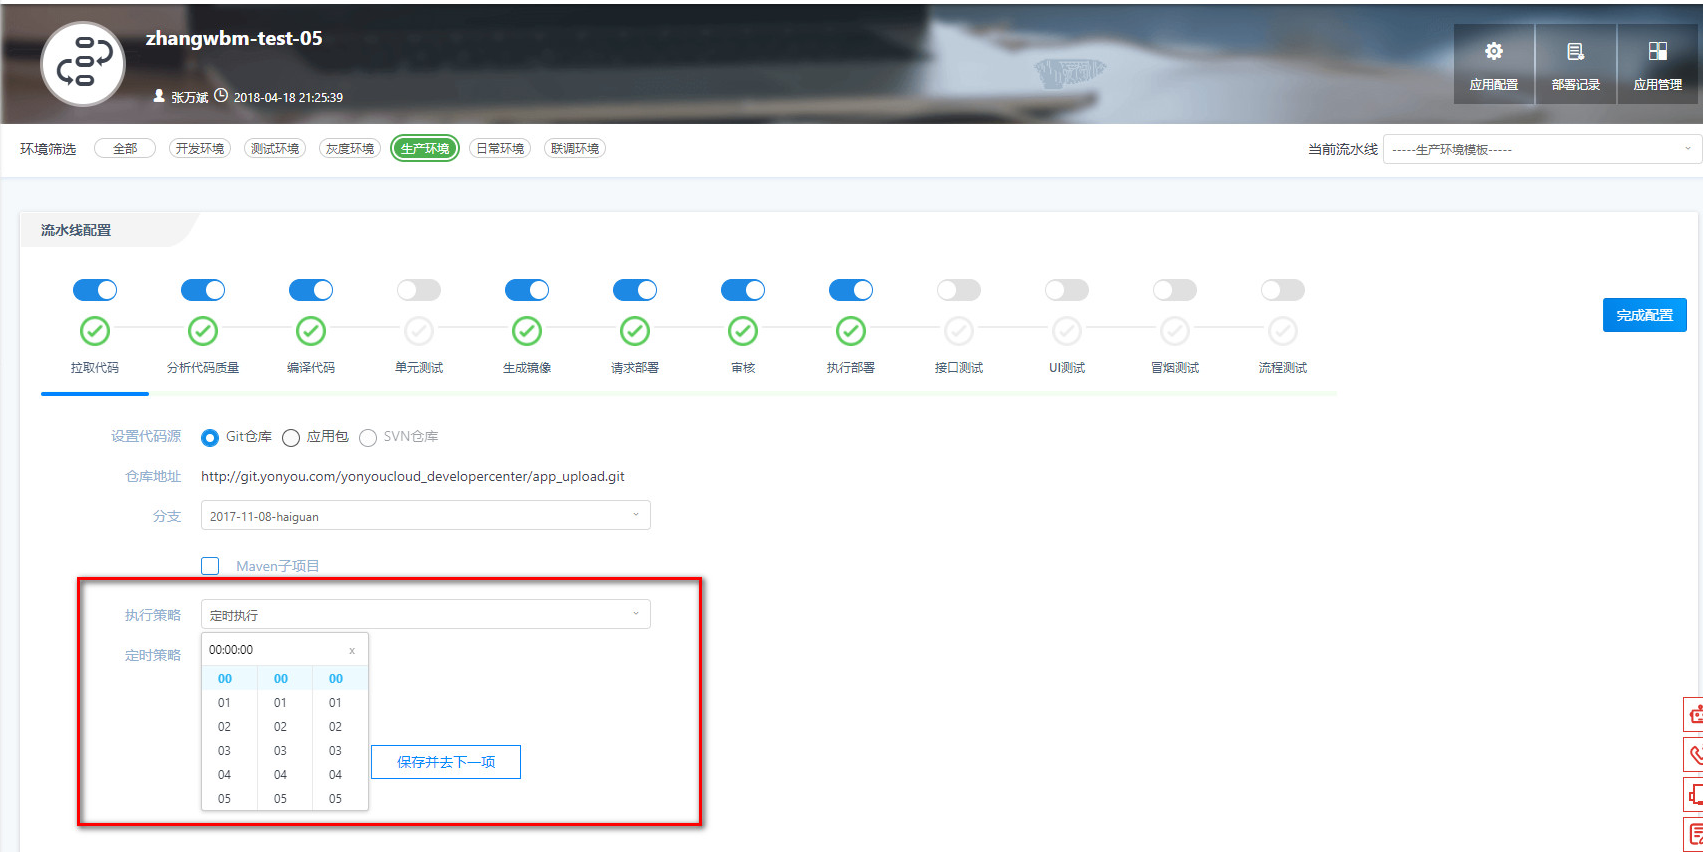 zhangwbm-test-05
张万斌 2018-04-18 21:25:39
应用配置 部署记录 应用管理
环境筛选 全部 开发环境 测试环境 灰度环境 生产环境 日常环境 联调环境 当前流水线 -----生产环境模板-----
流水线配置
完成配置
拉取代码 分析代码质量 编译代码 单元测试 生成镜像 请求部署 审核 执行部署 接口测试 UI测试 冒烟测试 流程测试
设置代码源 Git仓库 应用包 SVN仓库
仓库地址 http://git.yonyou.com/yonyoucloud_developercenter/app_upload.git
分支 2017-11-08-haiguan
Maven子项目
执行策略 定时执行
定时策略 00:00:00 x
00 00 00
01 01 01
02 02 02
03 03 03
04 04 04
05 05 05
保存并去下一项